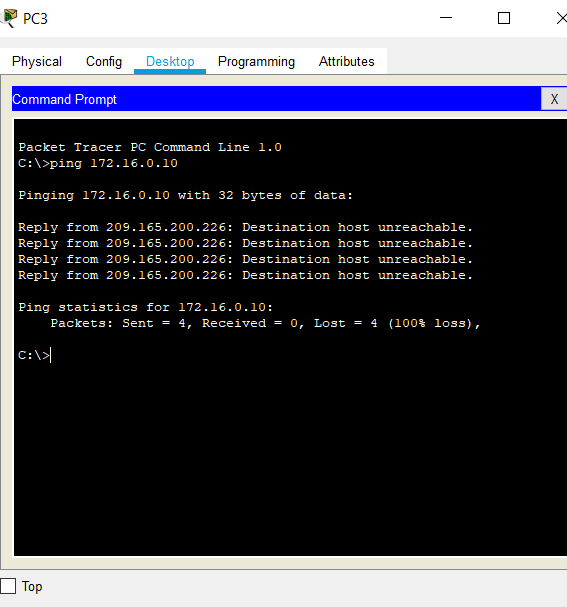 PC3
Physical Config Desktop Programming Attributes
Command Prompt
X
Packet Tracer PC Command Line 1.0
C:\>ping 172.16.0.10
Pinging 172.16.0.10 with 32 bytes of data:
Reply from 209.165.200.226: Destination host unreachable.
Reply from 209.165.200.226: Destination host unreachable.
Reply from 209.165.200.226: Destination host unreachable.
Reply from 209.165.200.226: Destination host unreachable.
Ping statistics for 172.16.0.10:
    Packets: Sent = 4, Received = 0, Lost = 4 (100% loss),
C:\>
Top